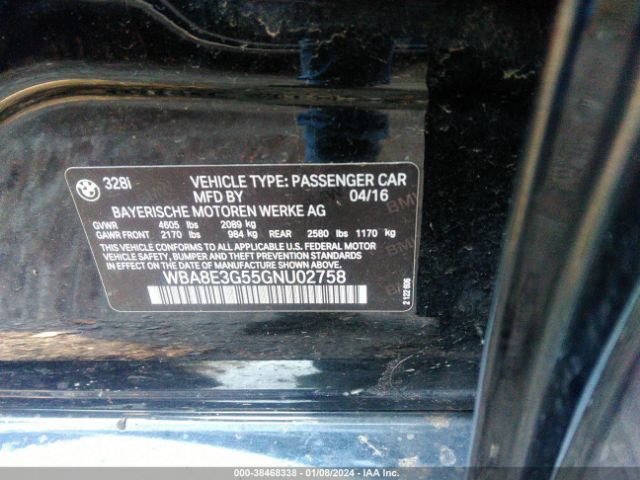 BMW
328i VEHICLE TYPE: PASSENGER CAR
MFD BY 04/16
BAYERISCHE MOTOREN WERKE AG
GVWR 4605 lbs 2089 kg
GAWR FRONT 2170 lbs 984 kg REAR 2580 lbs 1170 kg
THIS VEHICLE CONFORMS TO ALL APPLICABLE U.S. FEDERAL MOTOR
VEHICLE SAFETY, BUMPER AND THEFT PREVENTION STANDARDS
IN EFFECT ON THE DATE OF MANUFACTURE SHOWN ABOVE.
WBA8E3G55GNU02758
000-38468338 - 01/08/2024 - IAA Inc.